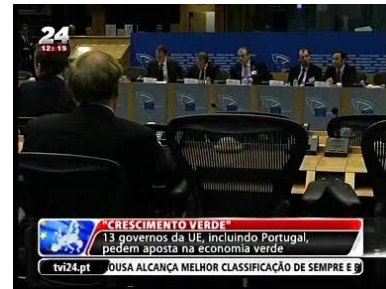 24
12:19
"CRESCIMENTO VERDE"
13 governos da UE, incluindo Portugal,
pedem aposta na economia verde
tvi24.pt OUSA ALCANÇA MELHOR CLASSIFICAÇÃO DE SEMPRE E